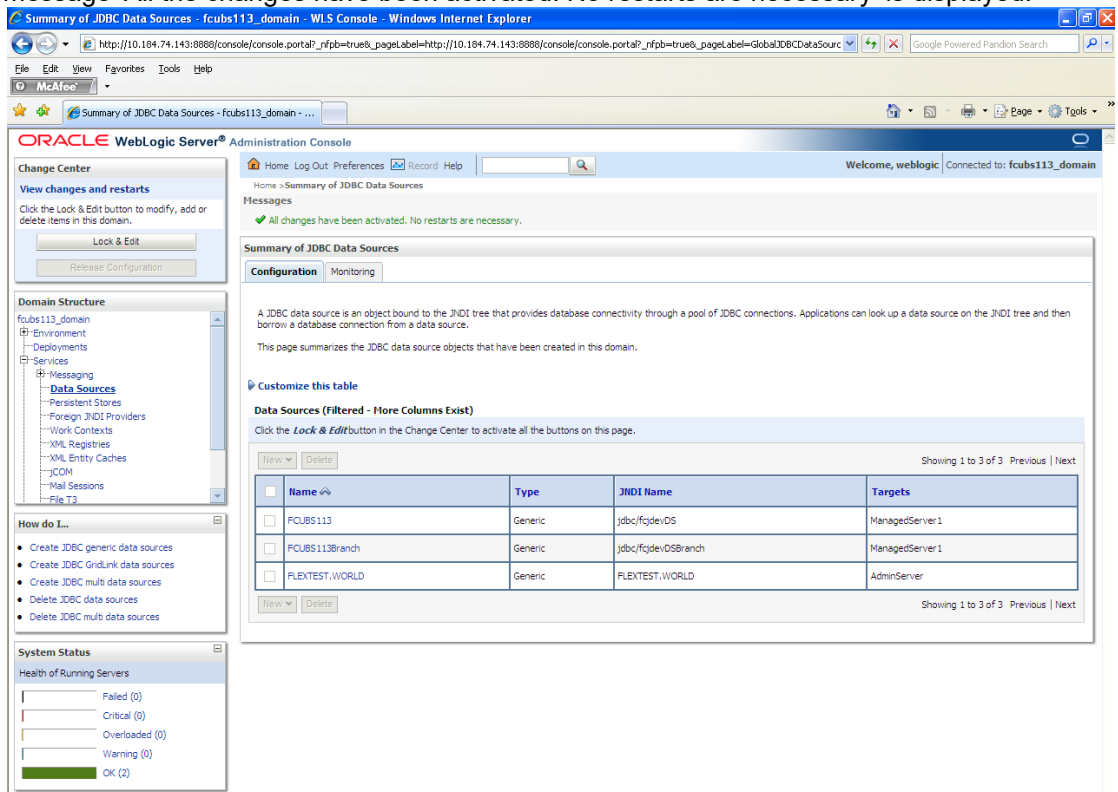 message 'All the changes have been activated. No restarts are necessary' is displayed.
Summary of JDBC Data Sources - fcubs113_domain - WLS Console - Windows Internet Explorer
http://10.184.74.143:8888/console/console.portal?_nfpb=true&_pageLabel=http://10.184.74.143:8888/console/console.portal?_nfpb=true&_pageLabel=GlobalJDBCDataSourc
Google Powered Pandion Search
File Edit View Favorites Tools Help
McAfee
Summary of JDBC Data Sources - fcubs113_domain - ...
Page Tools
ORACLE WebLogic Server® Administration Console
Change Center
View changes and restarts
Click the Lock & Edit button to modify, add or
delete items in this domain.
Lock & Edit
Release Configuration
Domain Structure
fcubs113_domain
Environment
Deployments
Services
Messaging
Data Sources
Persistent Stores
Foreign JNDI Providers
Work Contexts
XML Registries
XML Entity Caches
jCOM
Mail Sessions
File T3
How do I...
Create JDBC generic data sources
Create JDBC GridLink data sources
Create JDBC multi data sources
Delete JDBC data sources
Delete JDBC multi data sources
System Status
Health of Running Servers
Failed (0)
Critical (0)
Overloaded (0)
Warning (0)
OK (2)
Home Log Out Preferences Record Help
Welcome, weblogic Connected to: fcubs113_domain
Home >Summary of JDBC Data Sources
Messages
All changes have been activated. No restarts are necessary.
Summary of JDBC Data Sources
Configuration Monitoring
A JDBC data source is an object bound to the JNDI tree that provides database connectivity through a pool of JDBC connections. Applications can look up a data source on the JNDI tree and then
borrow a database connection from a data source.
This page summarizes the JDBC data source objects that have been created in this domain.
Customize this table
Data Sources (Filtered - More Columns Exist)
Click the Lock & Edit button in the Change Center to activate all the buttons on this page.
New Delete Showing 1 to 3 of 3 Previous | Next
Name Type JNDI Name Targets
FCUBS113 Generic jdbc/fcjdevDS ManagedServer1
FCUBS113Branch Generic jdbc/fcjdevDSBranch ManagedServer1
FLEXTEST.WORLD Generic FLEXTEST.WORLD AdminServer
New Delete Showing 1 to 3 of 3 Previous | Next